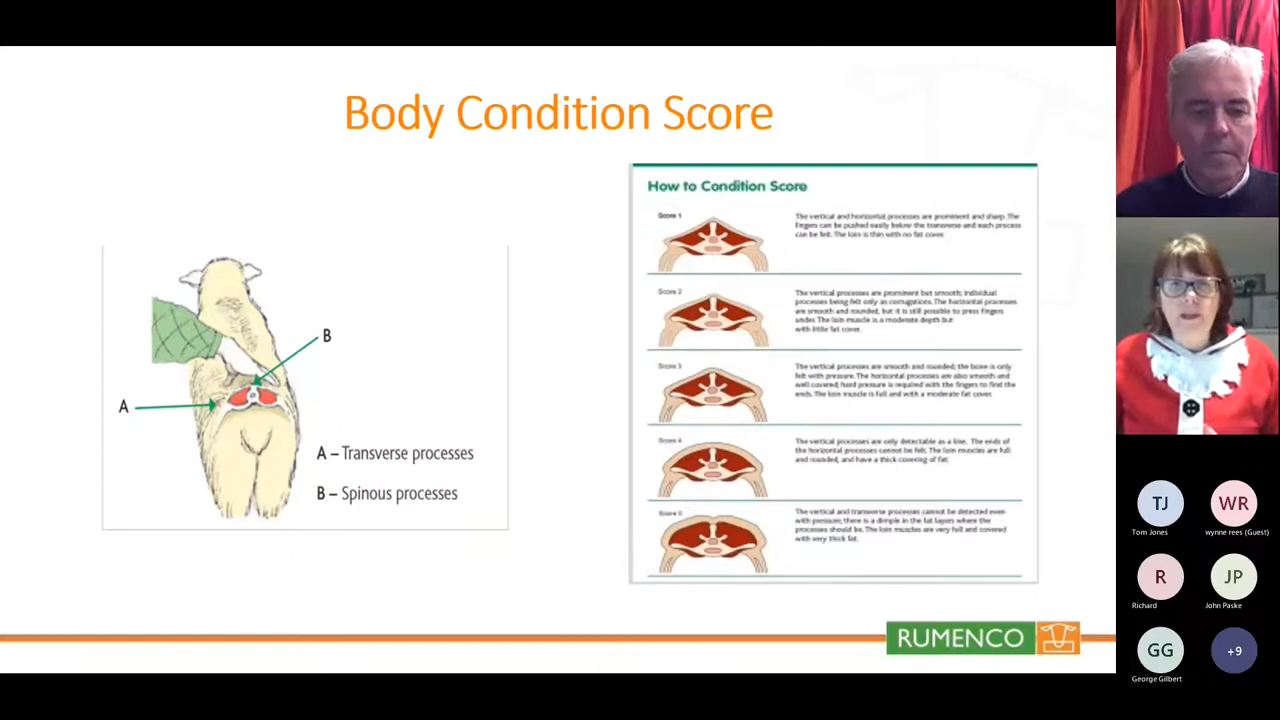 Body Condition Score
B
A
A – Transverse processes
B – Spinous processes
How to Condition Score
Score 1
The vertical and horizontal processes are prominent and sharp. The
fingers can be pushed easily below the transverse and each process
can be felt. The loin is thin with no fat cover.
Score 2
The vertical processes are prominent but smooth; individual
processes being felt only as corrugations. The horizontal processes
are smooth and rounded, but it is still possible to press fingers
under. The loin muscle is a moderate depth but
with little fat cover.
Score 3
The vertical processes are smooth and rounded; the bone is only
felt with pressure. The horizontal processes are also smooth and
well covered; hard pressure is required with the fingers to find the
ends. The loin muscle is full and with a moderate fat cover.
Score 4
The vertical processes are only detectable as a line. The ends of
the horizontal processes cannot be felt. The loin muscles are full
and rounded, and have a thick covering of fat.
Score 5
The vertical and transverse processes cannot be detected even
with pressure; there is a dimple in the fat layers where the
processes should be. The loin muscles are very full and covered
with very thick fat.
RUMENCO
TJ
Tom Jones
WR
wynne rees (Guest)
R
Richard
JP
John Paske
GG
George Gilbert
+9